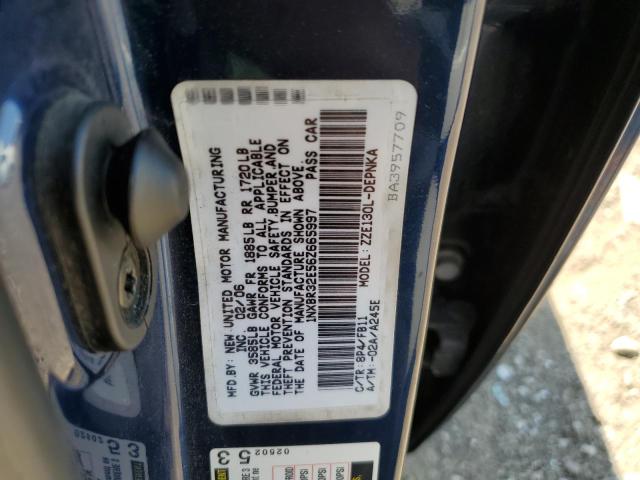 MFD.BY: NEW UNITED MOTOR MANUFACTURING
INC 02/06
GVWR 3585LB GAWR FR 1885LB RR 1720LB
THIS VEHICLE CONFORMS TO ALL APPLICABLE
FEDERAL MOTOR VEHICLE SAFETY,BUMPER,AND
THEFT PREVENTION STANDARDS IN EFFECT ON
THE DATE OF MANUFACTURE SHOWN ABOVE.
1NXBR32E56Z665997 PASS CAR
MODEL: ZZE130L-DEPNKA
C/TR: 8P4/FB11
A/TM: -02A/A245E
BA3957709
02502